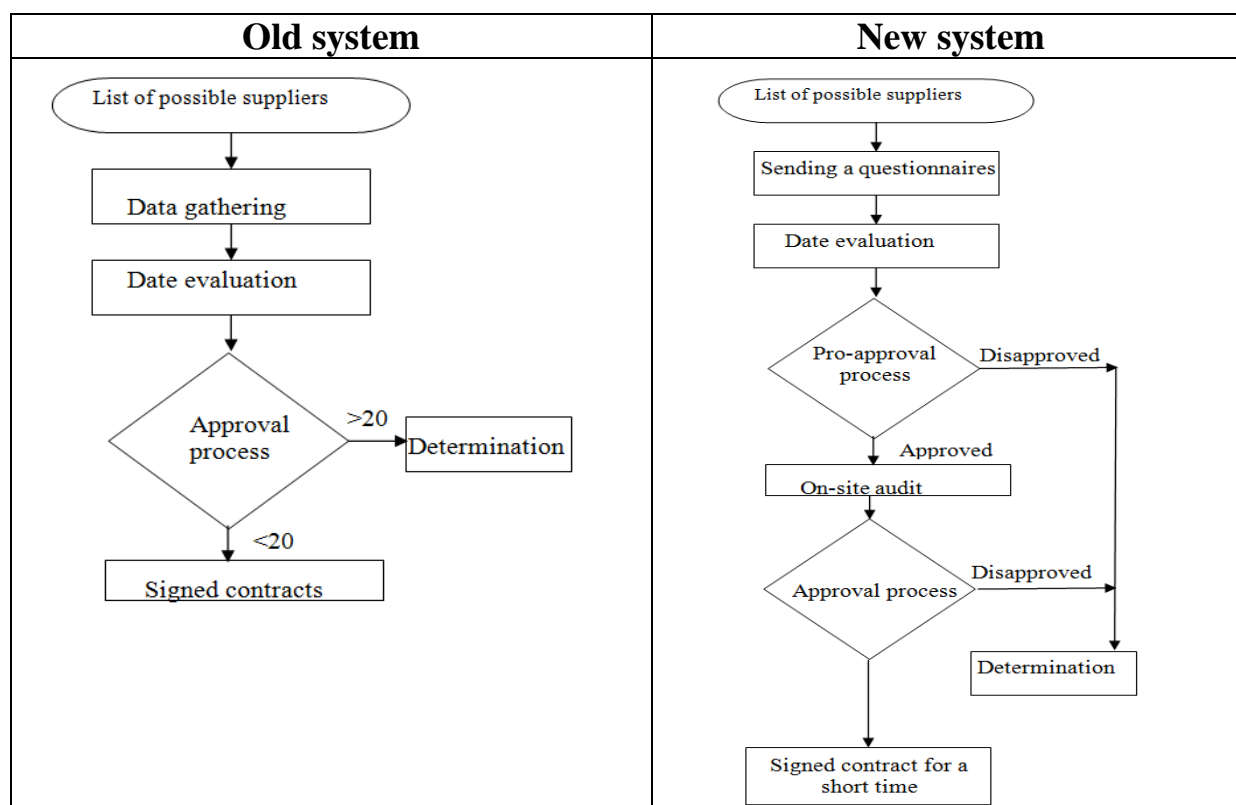 Old system
List of possible suppliers
Data gathering
Date evaluation
Approval
process
>20
Determination
<20
Signed contracts
New system
List of possible suppliers
Sending a questionnaires
Date evaluation
Pro-approval
process
Disapproved
Approved
On-site audit
Approval process
Disapproved
Determination
Signed contract for a
short time